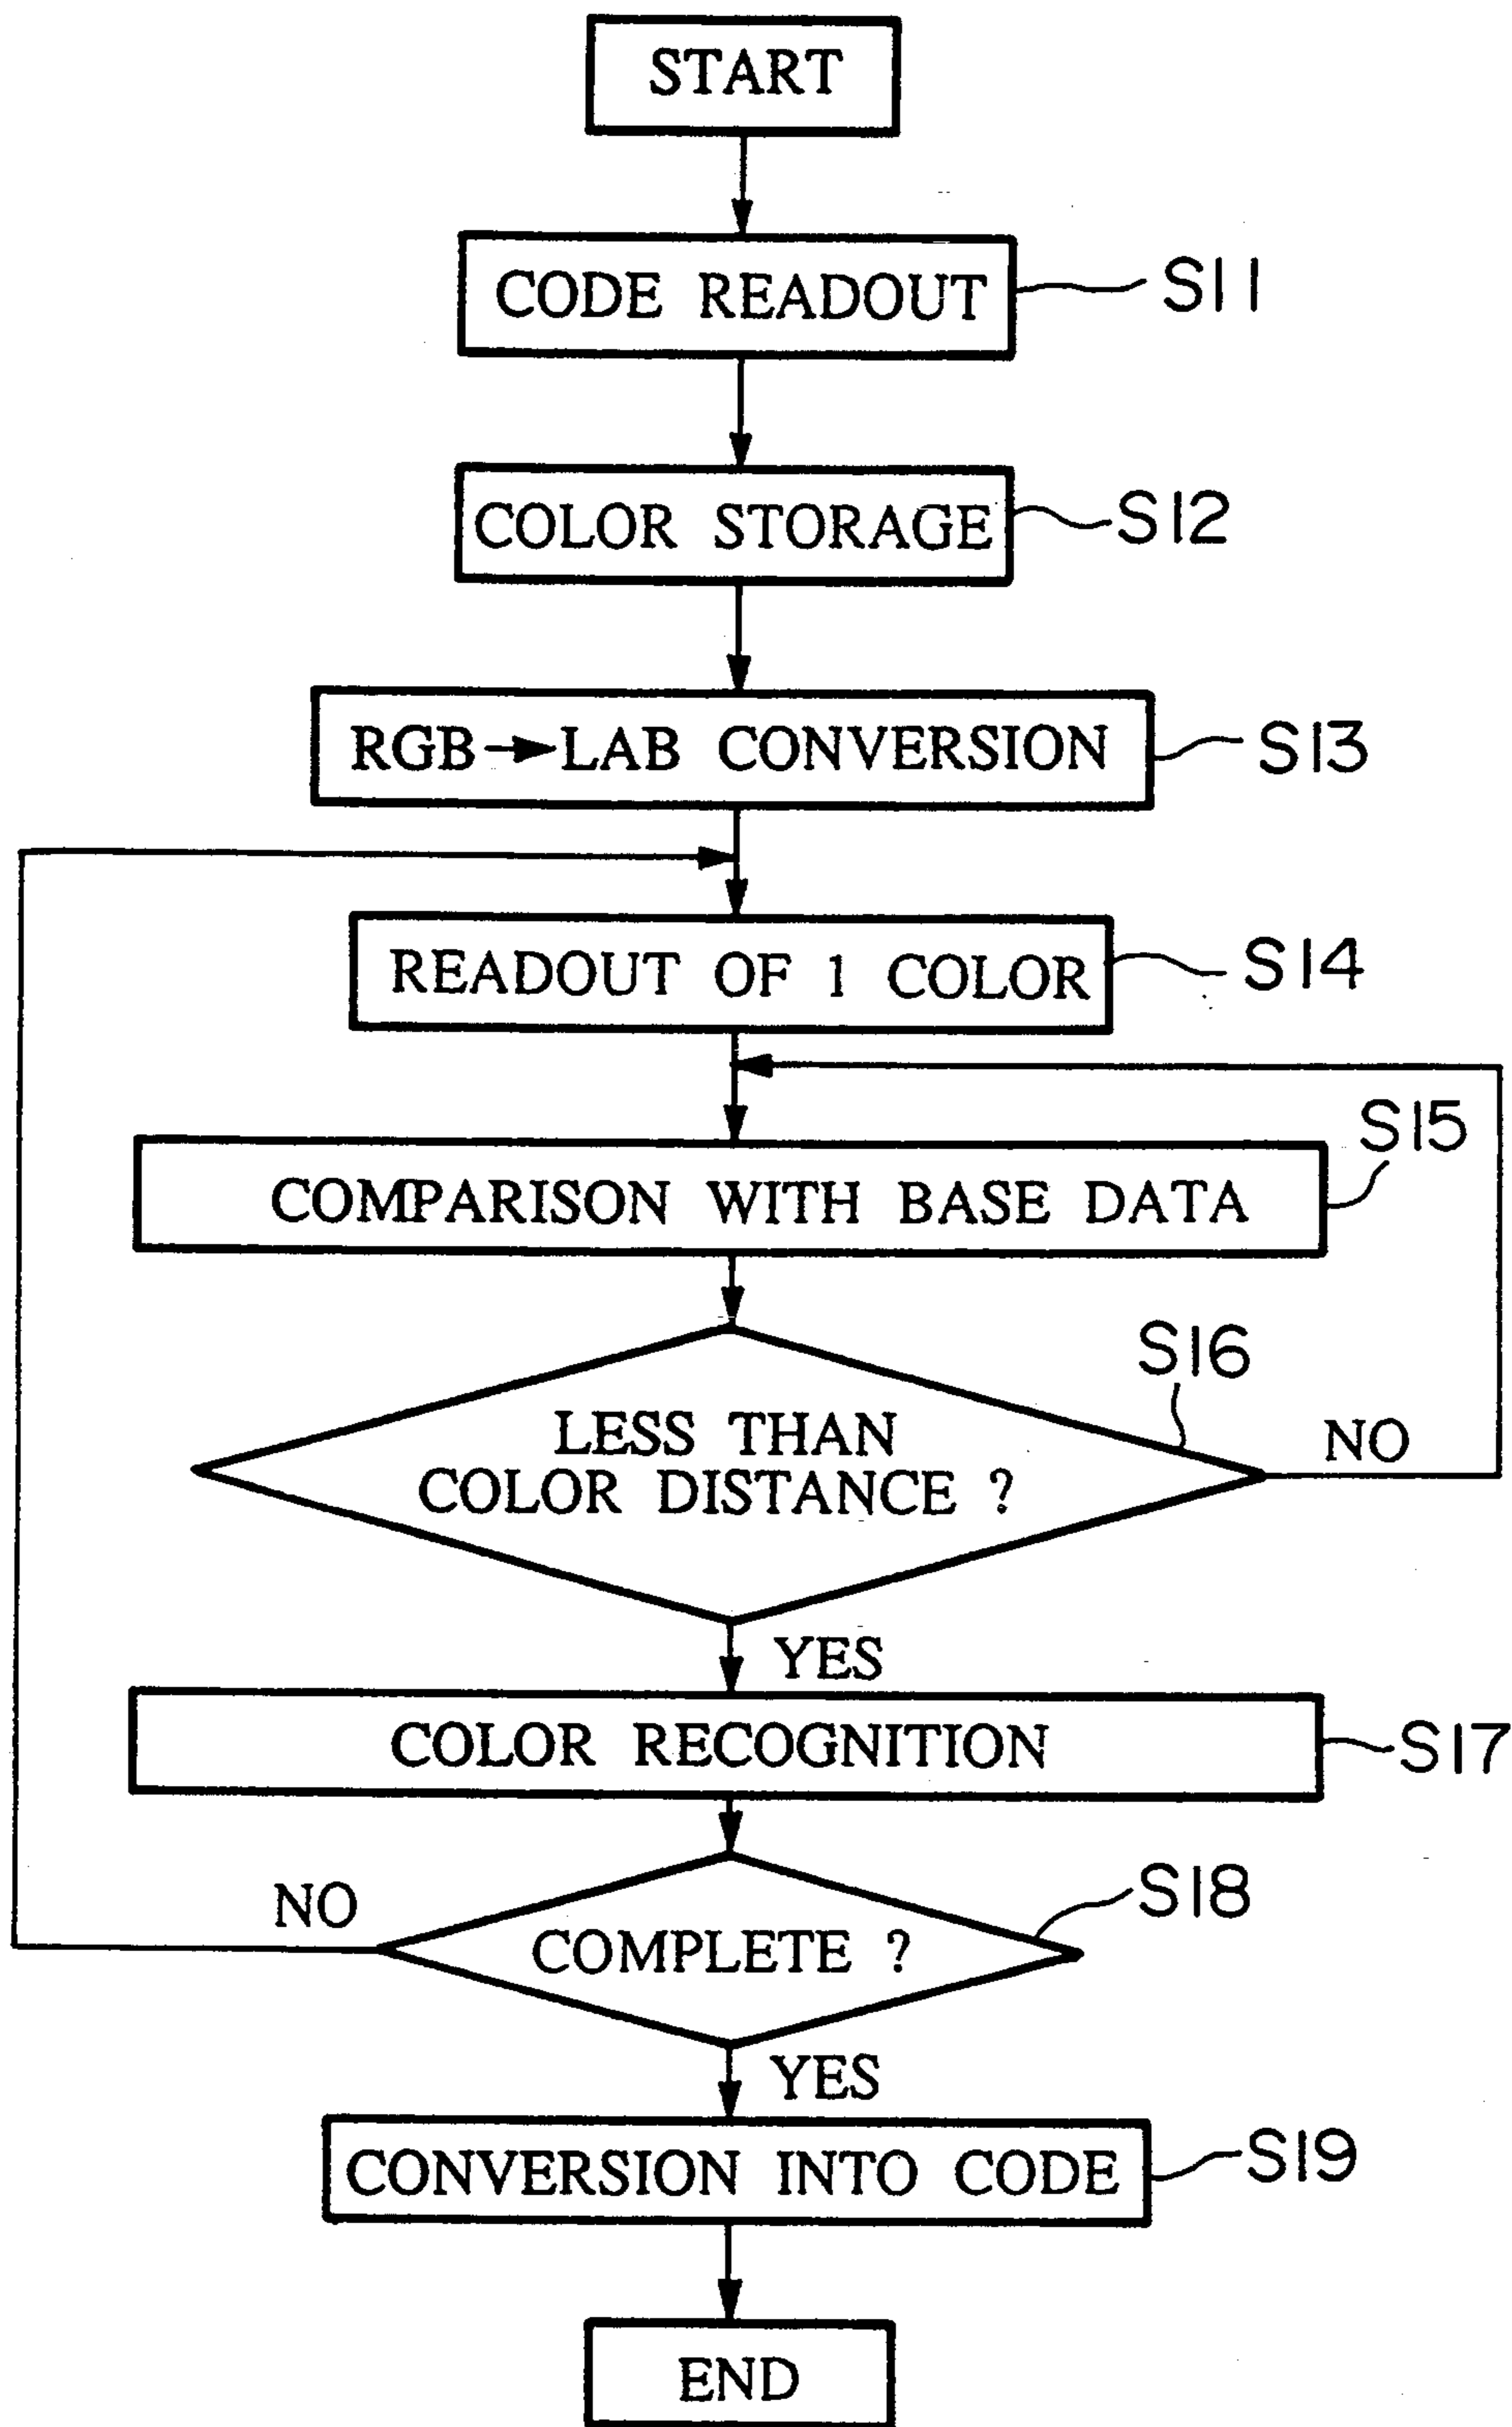 START
CODE READOUT
S11
COLOR STORAGE
S12
RGB→LAB CONVERSION
S13
READOUT OF 1 COLOR
S14
COMPARISON WITH BASE DATA
S15
LESS THAN
COLOR DISTANCE ?
S16
NO
YES
COLOR RECOGNITION
S17
COMPLETE ?
S18
NO
YES
CONVERSION INTO CODE
S19
END